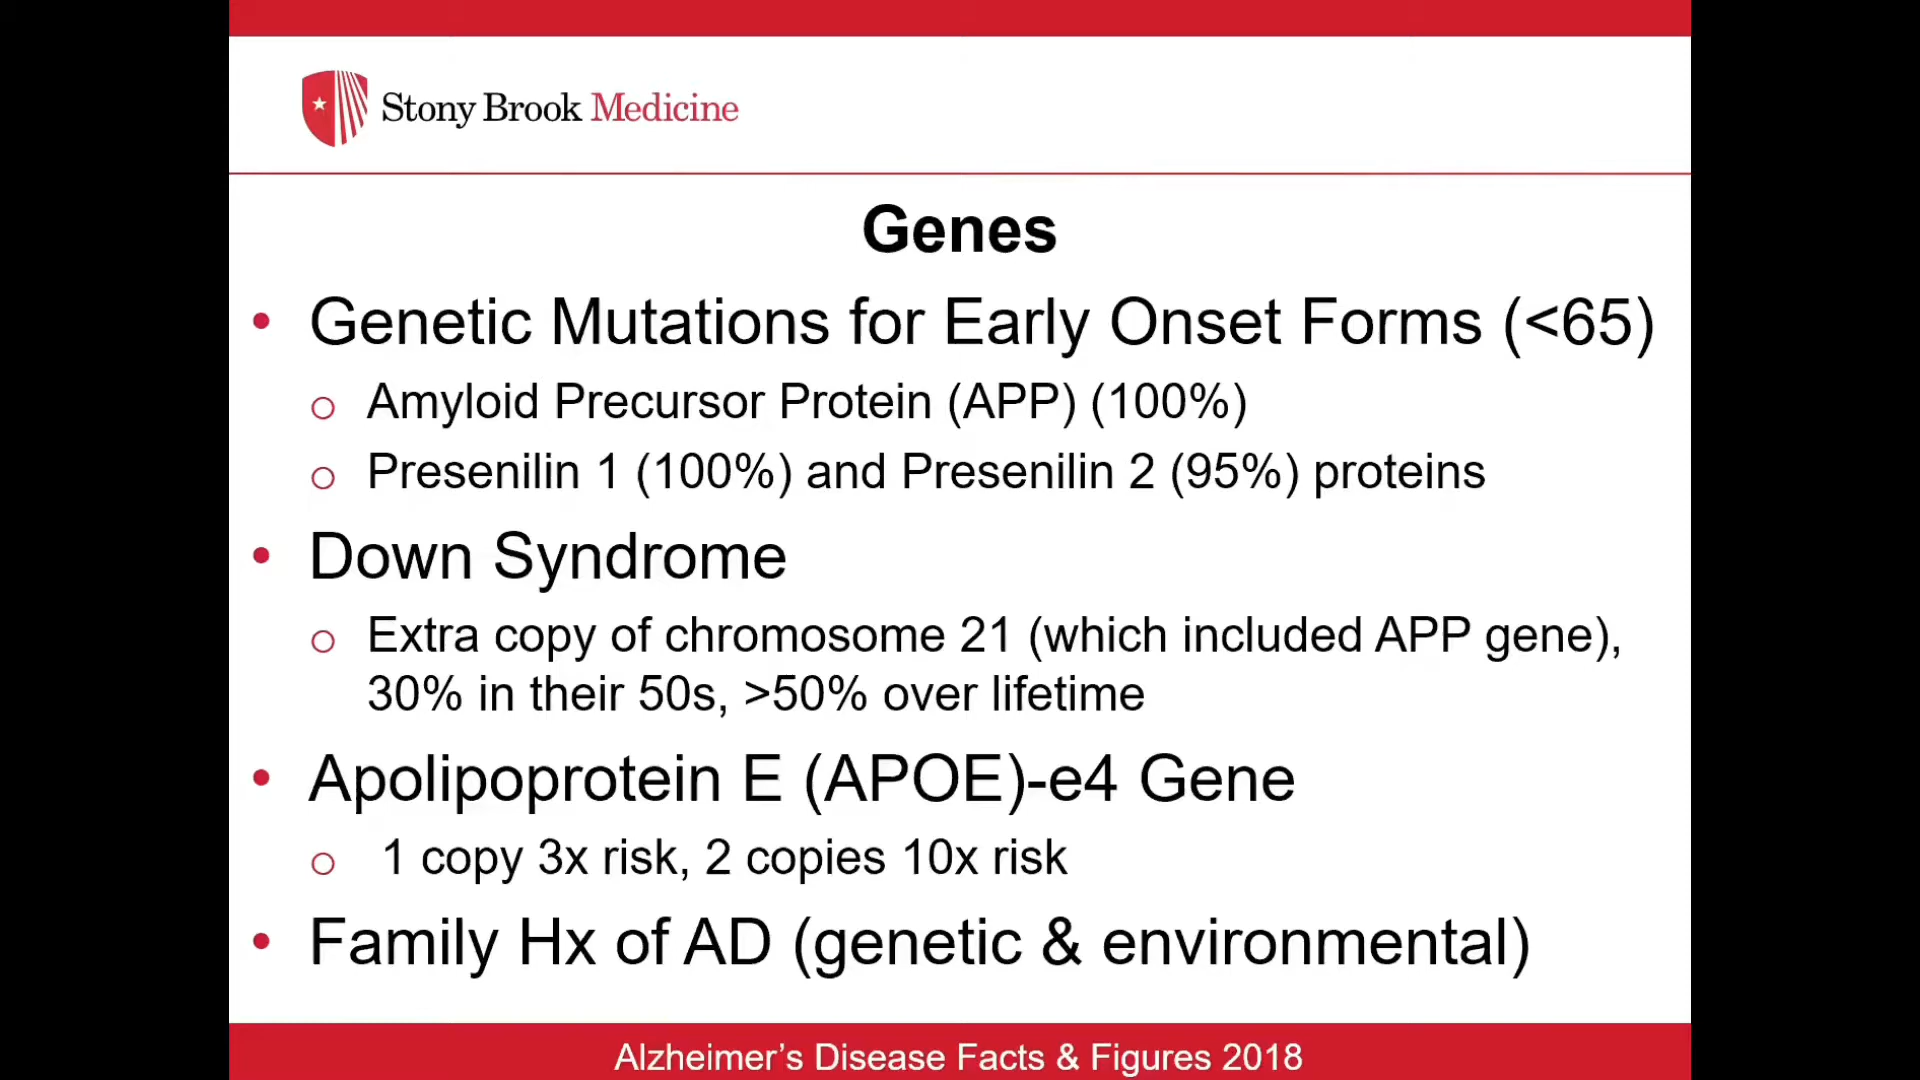 Stony Brook Medicine
Genes
• Genetic Mutations for Early Onset Forms (<65)
o Amyloid Precursor Protein (APP) (100%)
o Presenilin 1 (100%) and Presenilin 2 (95%) proteins
• Down Syndrome
o Extra copy of chromosome 21 (which included APP gene),
30% in their 50s, >50% over lifetime
• Apolipoprotein E (APOE)-e4 Gene
o 1 copy 3x risk, 2 copies 10x risk
• Family Hx of AD (genetic & environmental)
Alzheimer’s Disease Facts & Figures 2018